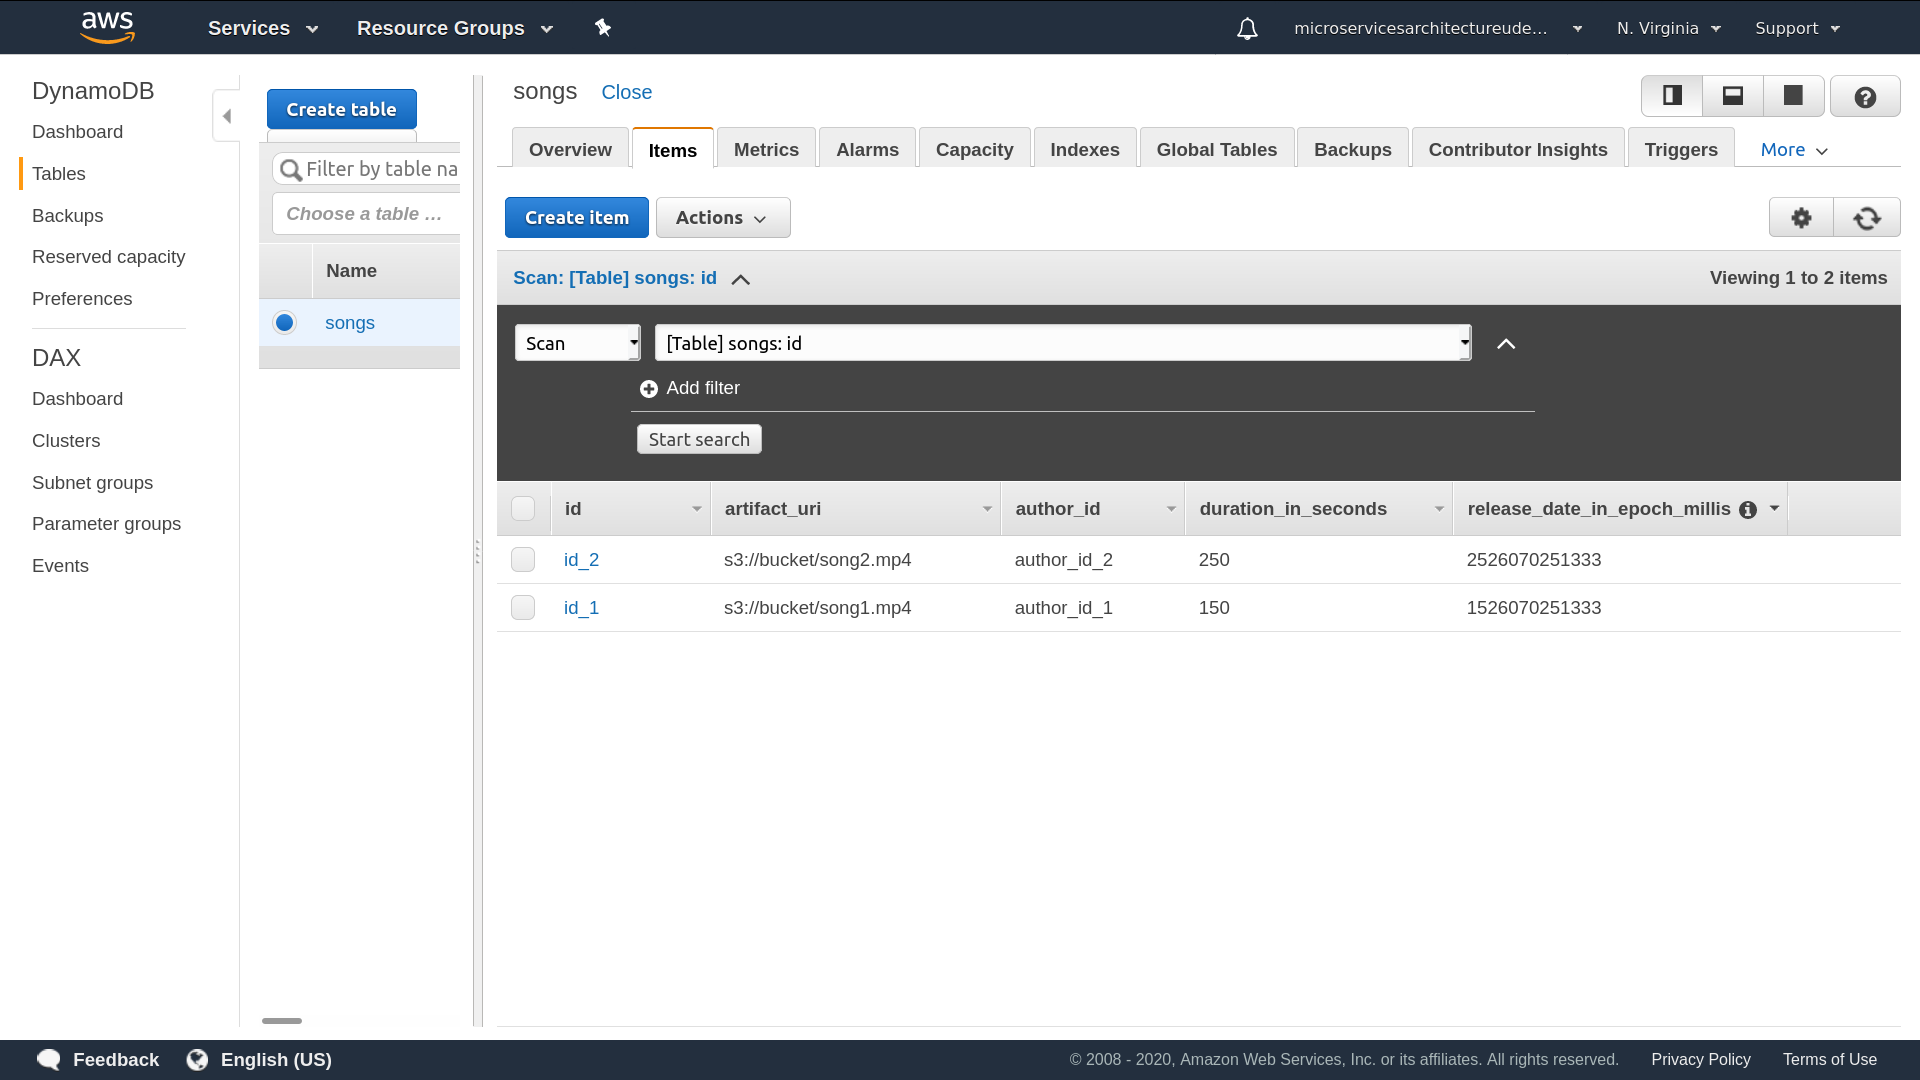 aws Services Resource Groups microservicesarchitectureude... N. Virginia Support
DynamoDB
Dashboard
Tables
Backups
Reserved capacity
Preferences
DAX
Dashboard
Clusters
Subnet groups
Parameter groups
Events
Create table
Filter by table na
Choose a table ...
Name
songs
songs Close
Overview Items Metrics Alarms Capacity Indexes Global Tables Backups Contributor Insights Triggers More
Create item Actions
Scan: [Table] songs: id Viewing 1 to 2 items
Scan [Table] songs: id
Add filter
Start search
id artifact_uri author_id duration_in_seconds release_date_in_epoch_millis
id_2 s3://bucket/song2.mp4 author_id_2 250 2526070251333
id_1 s3://bucket/song1.mp4 author_id_1 150 1526070251333
Feedback English (US) © 2008 - 2020, Amazon Web Services, Inc. or its affiliates. All rights reserved. Privacy Policy Terms of Use